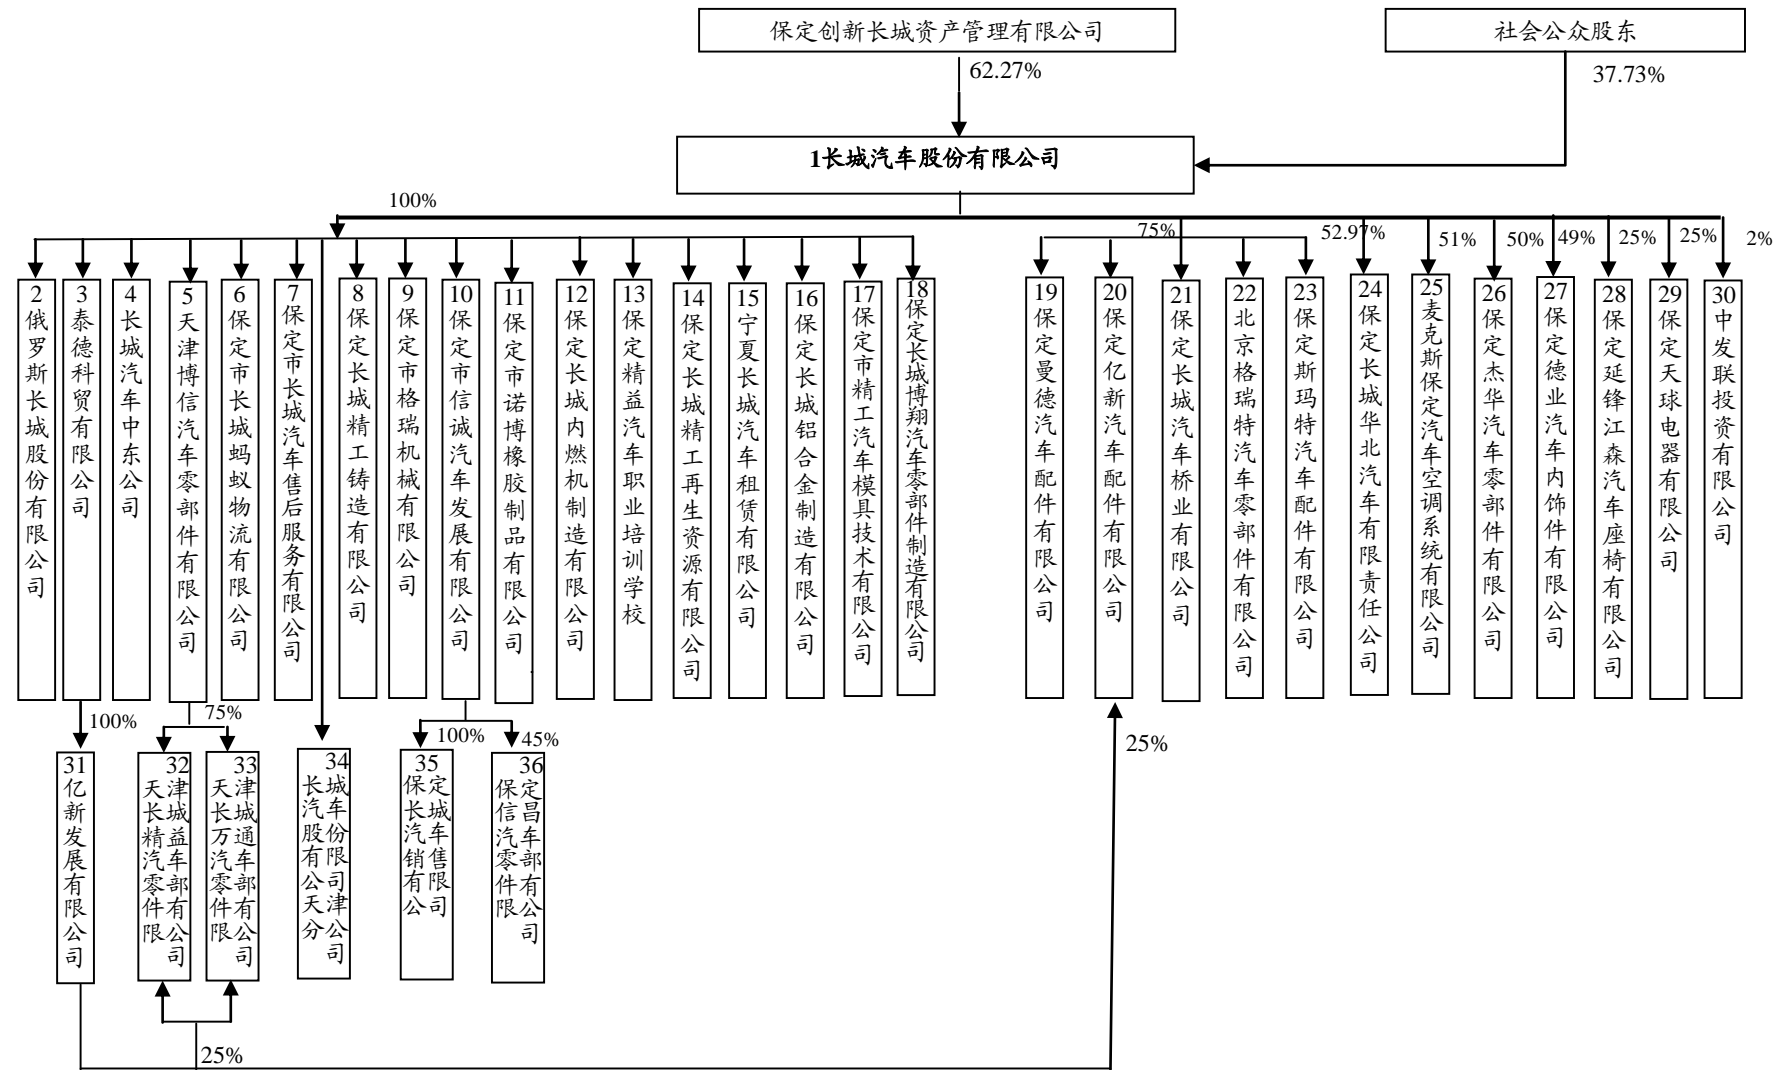 保定创新长城资产管理有限公司
社会公众股东
62.27%
37.73%
1长城汽车股份有限公司
100%
75%
52.97%
51%
50%
49%
25%
25%
2%
2俄罗斯长城股份有限公司
3泰德科贸有限公司
4长城汽车中东公司
5天津博信汽车零部件有限公司
6保定市长城蚂蚁物流有限公司
7保定市长城汽车售后服务有限公司
8保定长城精工铸造有限公司
9保定市格瑞机械有限公司
10保定市信诚汽车发展有限公司
11保定市诺博橡胶制品有限公司
12保定长城内燃机制造有限公司
13保定精益汽车职业培训学校
14保定长城精工再生资源有限公司
15宁夏长城汽车租赁有限公司
16保定长城铝合金制造有限公司
17保定市精工汽车模具技术有限公司
18保定长城博翔汽车零部件制造有限公司
19保定曼德汽车配件有限公司
20保定亿新汽车配件有限公司
21保定长城汽车桥业有限公司
22北京格瑞特汽车零部件有限公司
23保定斯玛特汽车配件有限公司
24保定长城华北汽车有限责任公司
25麦克斯保定汽车空调系统有限公司
26保定杰华汽车零部件有限公司
27保定德业汽车内饰件有限公司
28保定延锋江森汽车座椅有限公司
29保定天球电器有限公司
30中发联投资有限公司
100%
75%
100%
45%
25%
31亿新发展有限公司
32天津长城精益汽车零部件有限公司
33天津长城万通汽车零部件有限公司
34长城汽车股份有限公司天津分公司
35保定长城汽车销售有限公司
36保定信昌汽车零部件有限公司
25%